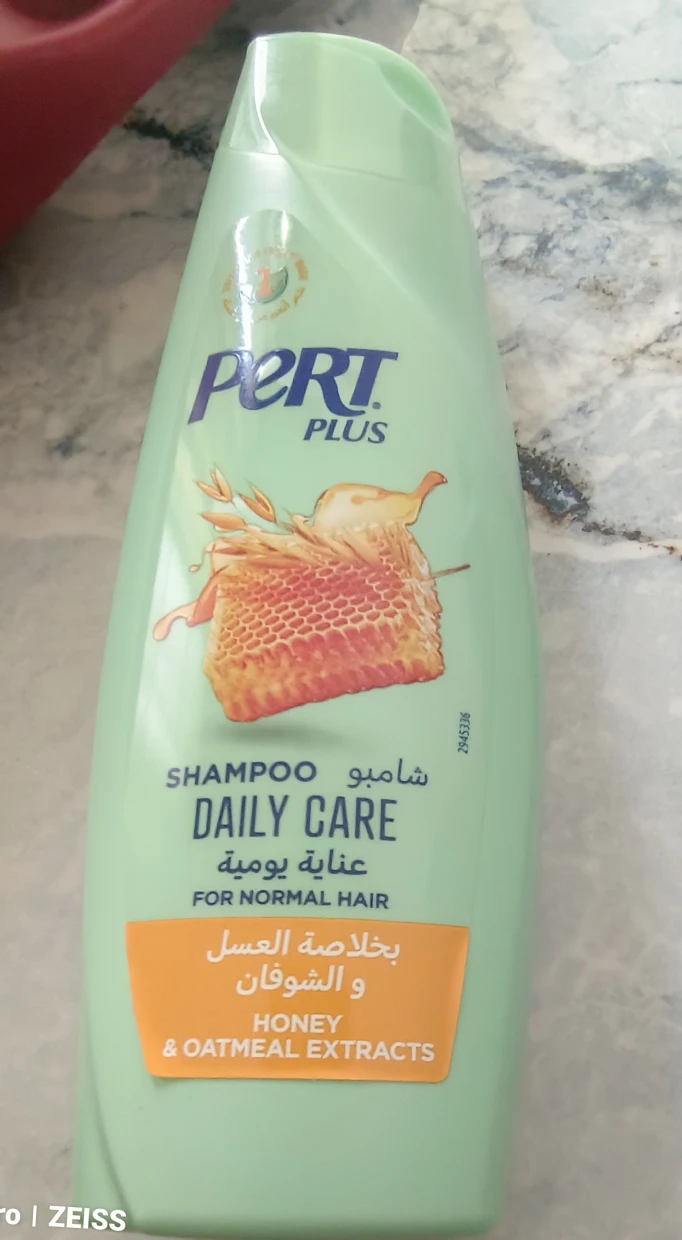 1
PERT
PLUS
2945336
SHAMPOO شامبو
DAILY CARE
عناية يومية
FOR NORMAL HAIR
بخلاصة العسل
و الشوفان
HONEY
& OATMEAL EXTRACTS
ro | ZEISS